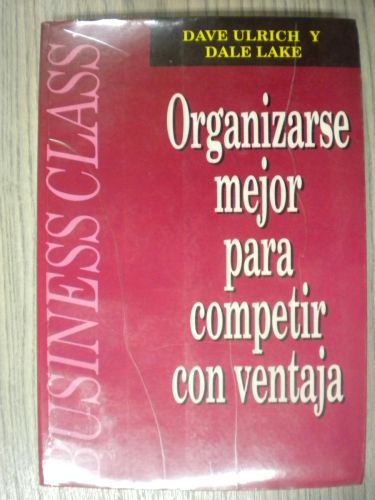 DAVE ULRICH Y
DALE LAKE
BUSINESS CLASS
Organizarse
mejor
para
competir
con ventaja